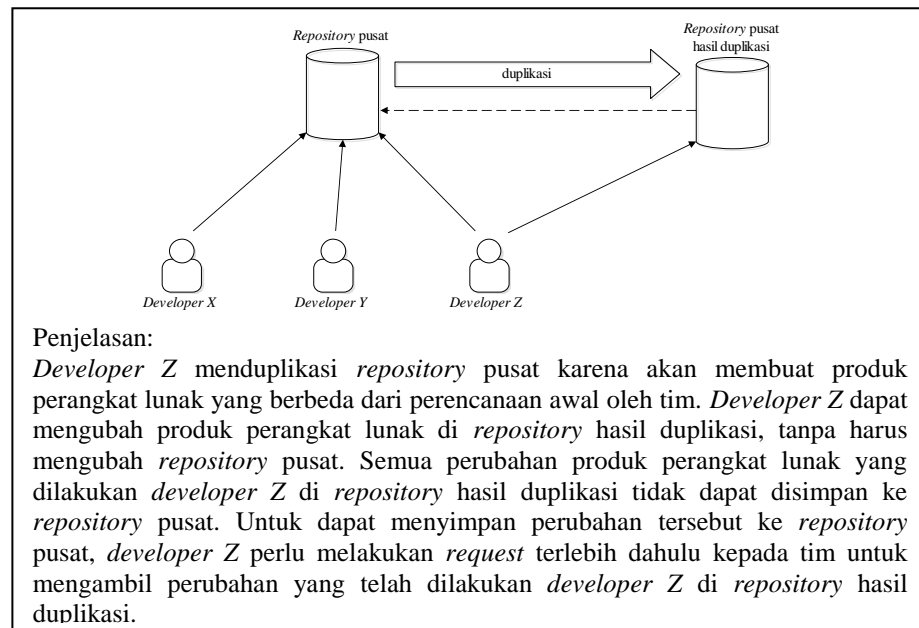 Repository pusat
Repository pusat
hasil duplikasi
duplikasi
Developer X
Developer Y
Developer Z
Penjelasan:
Developer Z menduplikasi repository pusat karena akan membuat produk
perangkat lunak yang berbeda dari perencanaan awal oleh tim. Developer Z dapat
mengubah produk perangkat lunak di repository hasil duplikasi, tanpa harus
mengubah repository pusat. Semua perubahan produk perangkat lunak yang
dilakukan developer Z di repository hasil duplikasi tidak dapat disimpan ke
repository pusat. Untuk dapat menyimpan perubahan tersebut ke repository
pusat, developer Z perlu melakukan request terlebih dahulu kepada tim untuk
mengambil perubahan yang telah dilakukan developer Z di repository hasil
duplikasi.